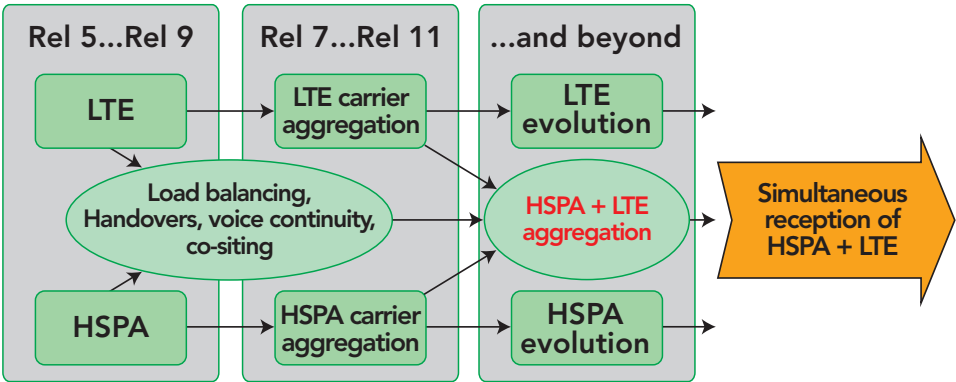 Rel 5...Rel 9
Rel 7...Rel 11
...and beyond
LTE
LTE carrier
aggregation
LTE
evolution
Load balancing,
Handovers, voice continuity,
co-siting
HSPA + LTE
aggregation
Simultaneous
reception of
HSPA + LTE
HSPA
HSPA carrier
aggregation
HSPA
evolution